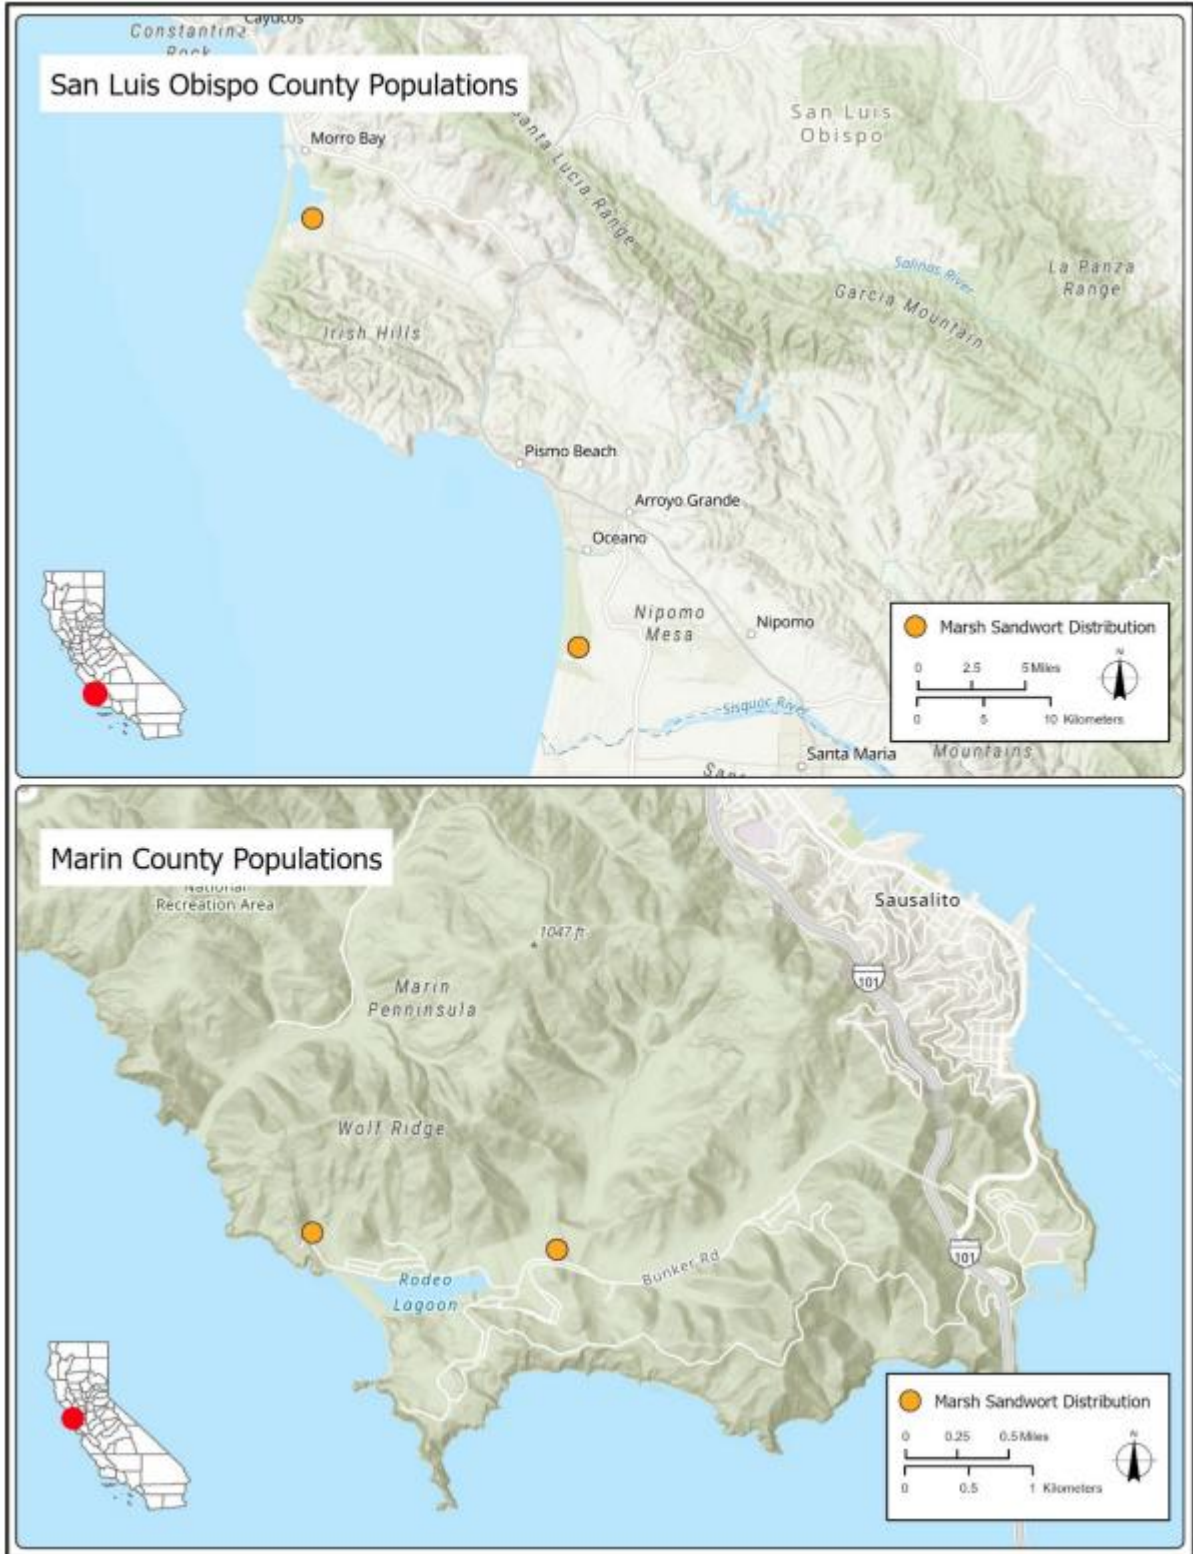 Cayucos
Constantine
Rock
San Luis Obispo County Populations
San Luis
Obispo
Morro Bay
Santa Lucia Range
Salinas River
La Panza
Range
Garcia Mountain
Irish Hills
Pismo Beach
Arroyo Grande
Oceano
Nipomo
Mesa
Nipomo
Marsh Sandwort Distribution
0 2.5 5 Miles
N
0 5 10 Kilometers
Sisquoc River
Santa Maria
Mountains
Marin County Populations
National
Recreation Area
Sausalito
1047 ft
101
Marin
Penninsula
Wolf Ridge
101
Bunker Rd
Rodeo
Lagoon
Marsh Sandwort Distribution
0 0.25 0.5 Miles
N
0 0.5 1 Kilometers